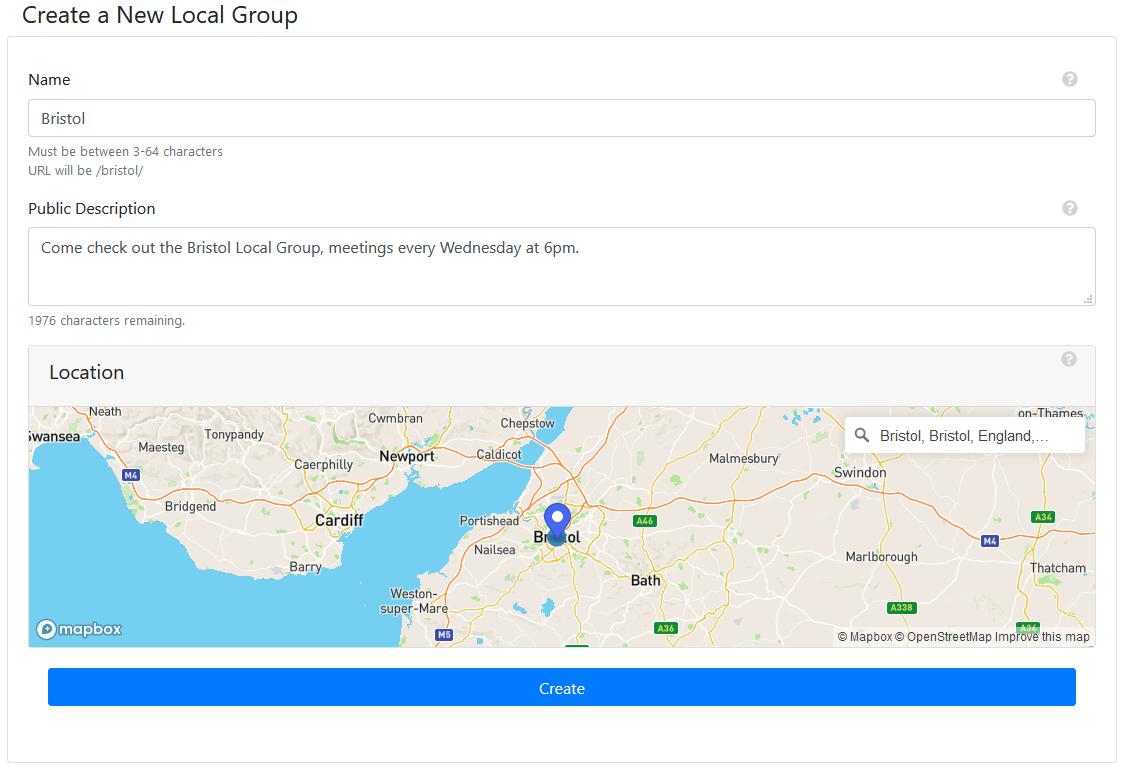 Create a New Local Group
Name
Bristol
Must be between 3-64 characters
URL will be /bristol/
Public Description
Come check out the Bristol Local Group, meetings every Wednesday at 6pm.
1976 characters remaining.
Location
Neath
Swansea
Maesteg
Tonypandy
Cwmbran
Chepstow
on-Thames
Bristol, Bristol, England,…
Caerphilly
Newport
Caldicot
Malmesbury
Swindon
M4
Bridgend
Cardiff
Portishead
Bristol
A46
A34
M4
Nailsea
Barry
Bath
Marlborough
Thatcham
Weston-
super-Mare
A338
M5
A36
A34
mapbox
© Mapbox © OpenStreetMap Improve this map
Create